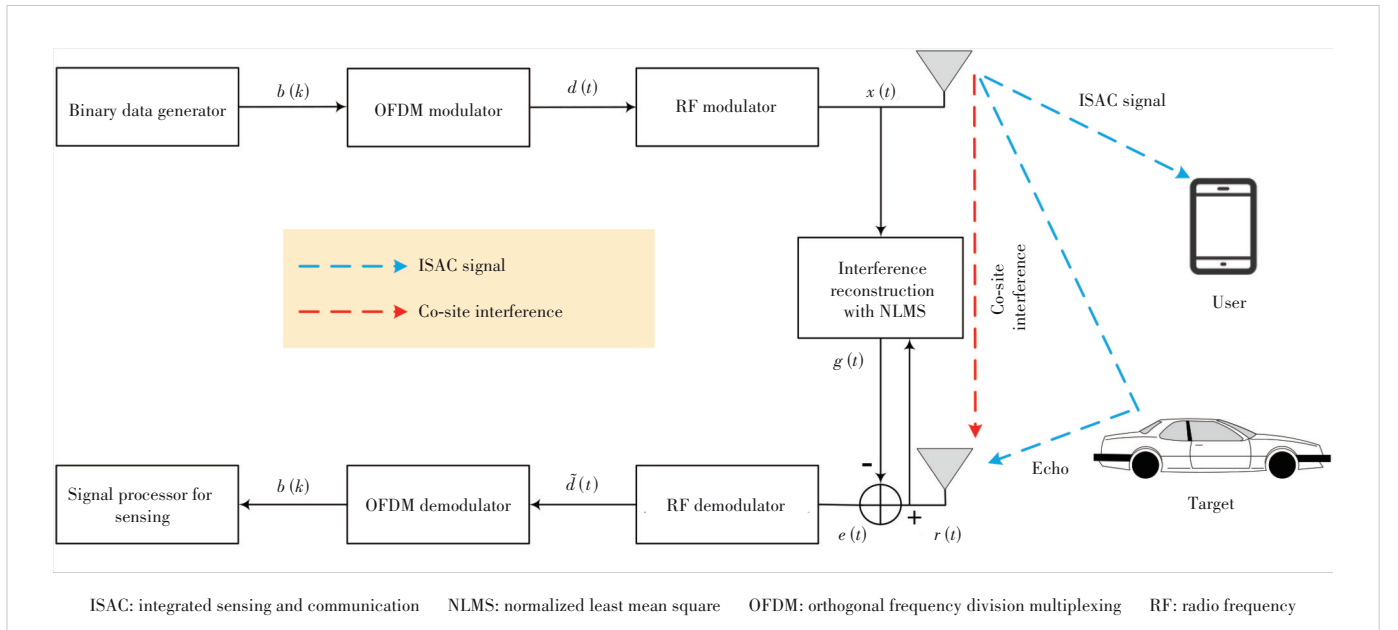 Binary data generator
b (k)
OFDM modulator
d (t)
RF modulator
x (t)
ISAC signal
User
ISAC signal
Co-site interference
Interference
reconstruction
with NLMS
Co-site
interference
g (t)
Echo
Target
Signal processor for
sensing
b (k)
OFDM demodulator
d̃ (t)
RF demodulator
e (t)
-
+
r (t)
ISAC: integrated sensing and communication NLMS: normalized least mean square OFDM: orthogonal frequency division multiplexing RF: radio frequency